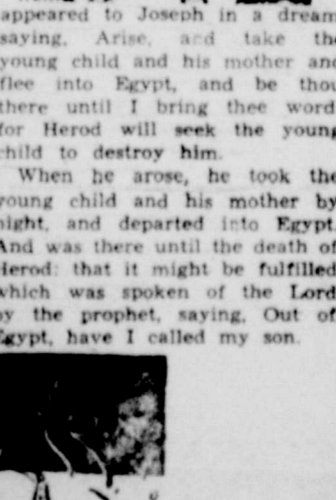 appeared to Joseph in a dream
saying, Arise, and take the
young child and his mother and
flee into Egypt, and be thou
there until I bring thee word
for Herod will seek the young
child to destroy him.
When he arose, he took the
young child and his mother by
night, and departed into Egypt.
And was there until the death of
Herod: that it might be fulfilled
which was spoken of the Lord
by the prophet, saying, Out of
Egypt, have I called my son.